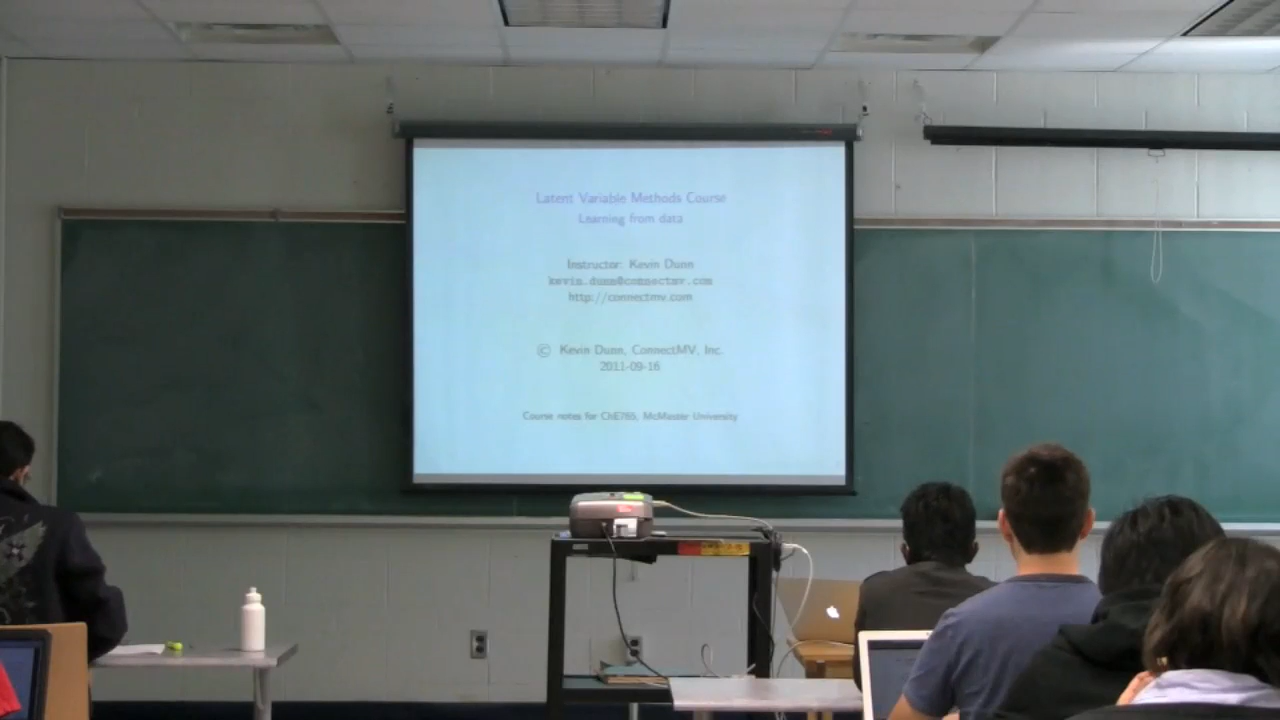 Latent Variable Methods Course
Learning from data
Instructor: Kevin Dunn
kevin.dunn@connectmv.com
http://connectmv.com
© Kevin Dunn, ConnectMV, Inc.
2011-09-16
Course notes for ChE765, McMaster University